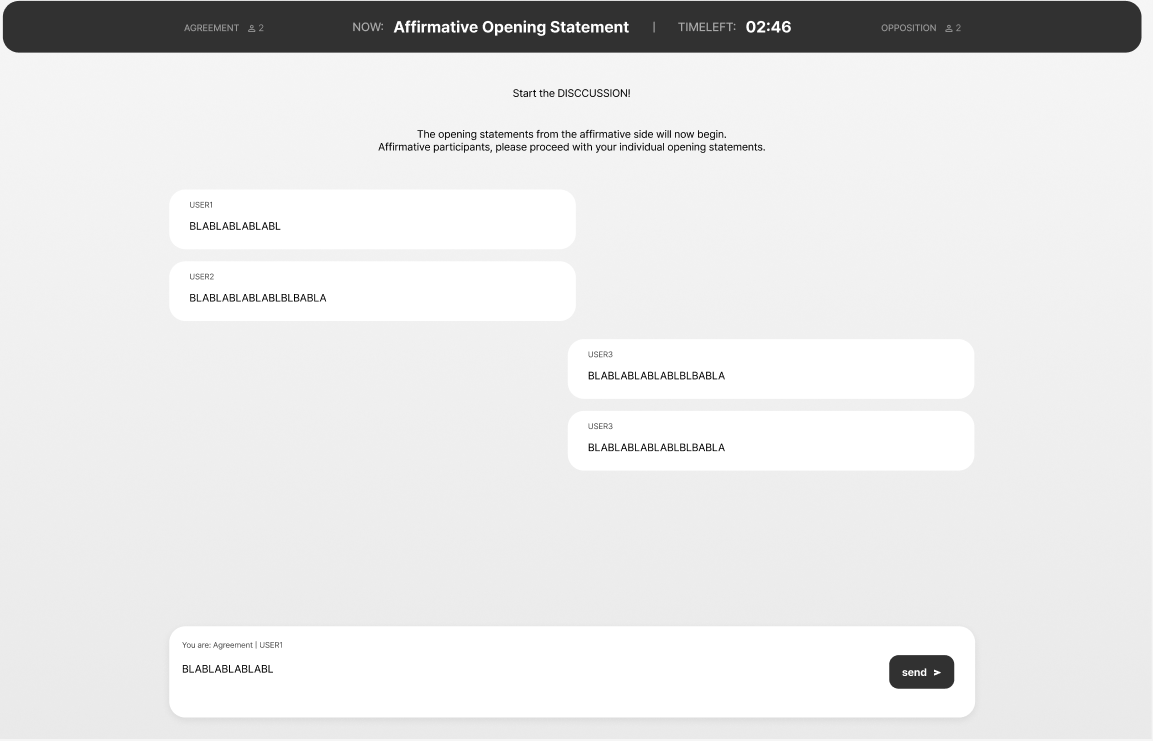 AGREEMENT 2 NOW: Affirmative Opening Statement | TIMELEFT: 02:46 OPPOSITION 2
Start the DISCCUSSION!
The opening statements from the affirmative side will now begin.
Affirmative participants, please proceed with your individual opening statements.
USER1
BLABLABLABLABL
USER2
BLABLABLABLABLBLBABLA
USER3
BLABLABLABLABLBLBABLA
USER3
BLABLABLABLABLBLBABLA
You are: Agreement | USER1
BLABLABLABLABL
send